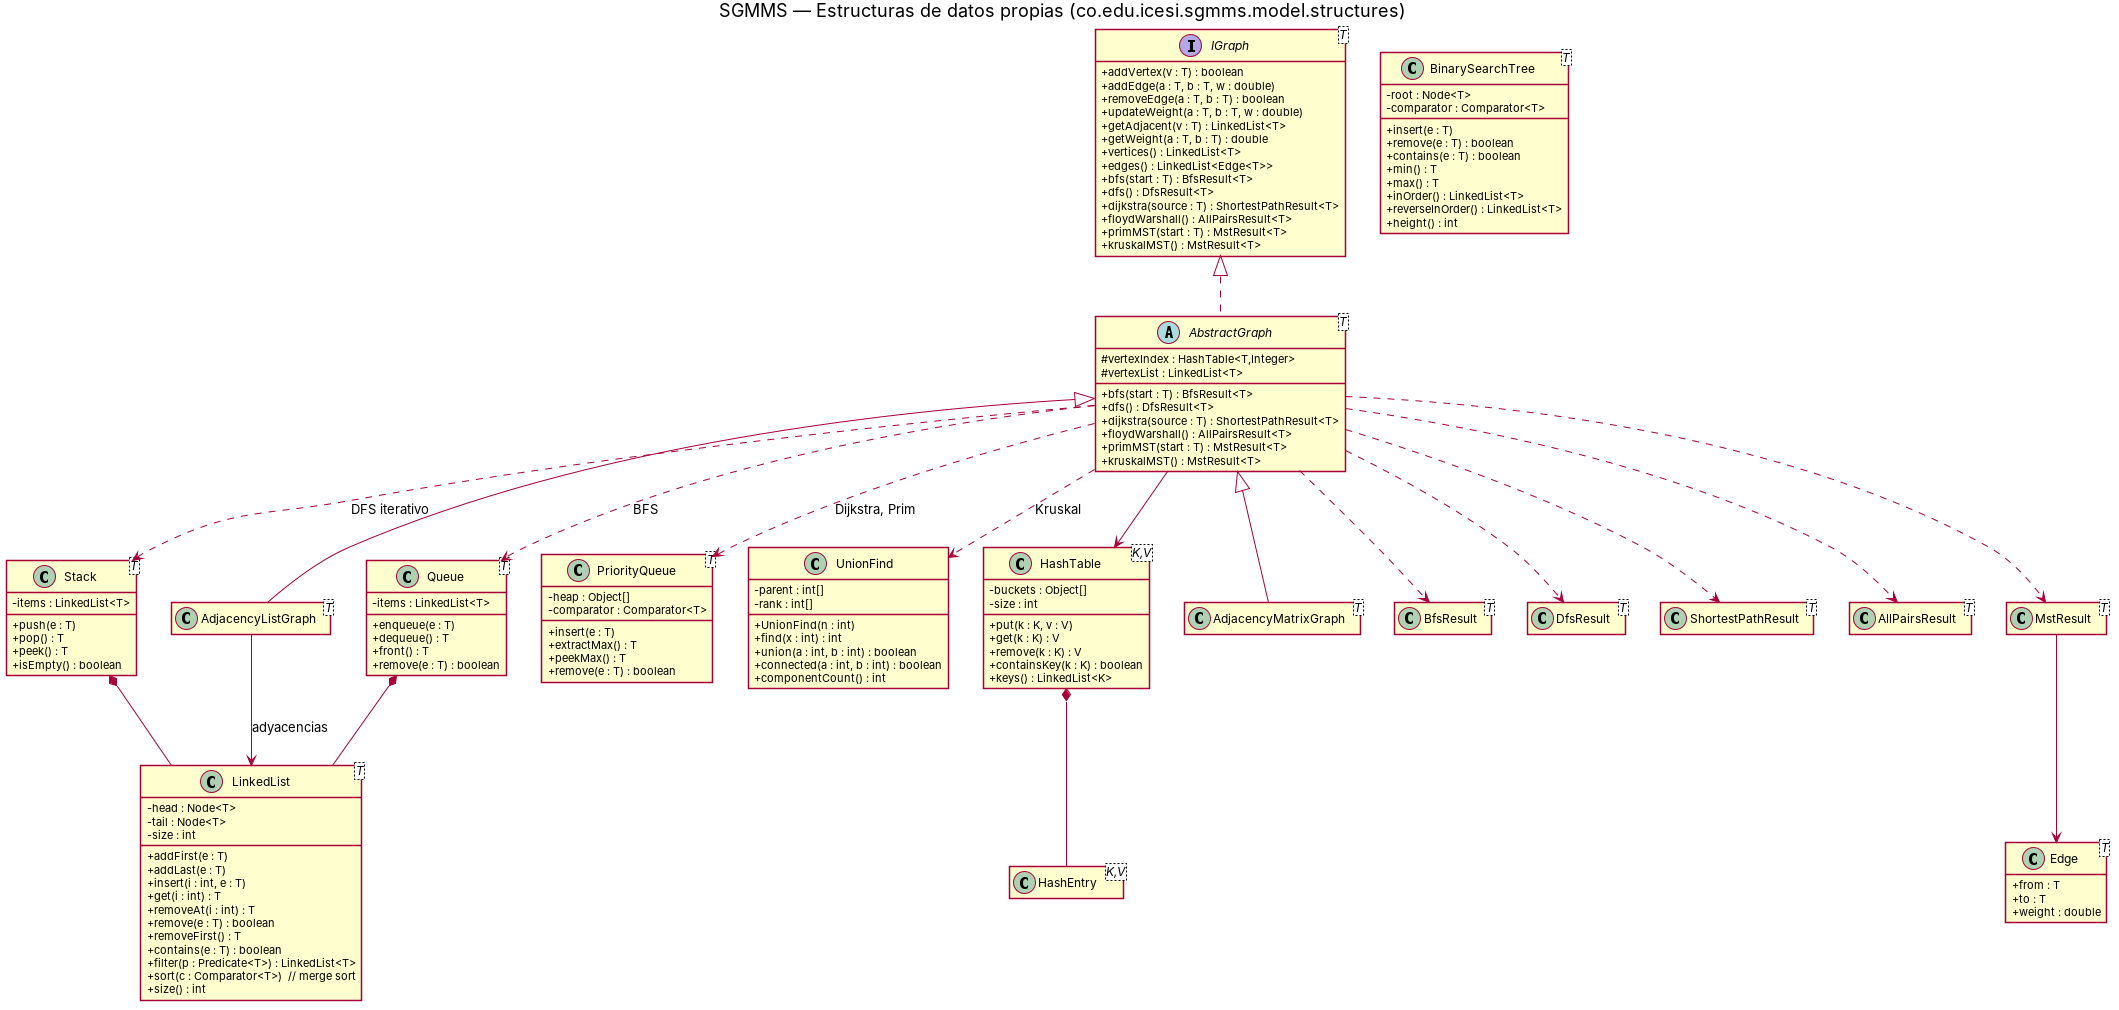 SGMMS — Estructuras de datos propias (co.edu.icesi.sgmms.model.structures)
I IGraph T
+addVertex(v : T) : boolean
+addEdge(a : T, b : T, w : double)
+removeEdge(a : T, b : T) : boolean
+updateWeight(a : T, b : T, w : double)
+getAdjacent(v : T) : LinkedList<T>
+getWeight(a : T, b : T) : double
+vertices() : LinkedList<T>
+edges() : LinkedList<Edge<T>>
+bfs(start : T) : BfsResult<T>
+dfs() : DfsResult<T>
+dijkstra(source : T) : ShortestPathResult<T>
+floydWarshall() : AllPairsResult<T>
+primMST(start : T) : MstResult<T>
+kruskalMST() : MstResult<T>
C BinarySearchTree T
-root : Node<T>
-comparator : Comparator<T>
+insert(e : T)
+remove(e : T) : boolean
+contains(e : T) : boolean
+min() : T
+max() : T
+inOrder() : LinkedList<T>
+reverseInOrder() : LinkedList<T>
+height() : int
A AbstractGraph T
#vertexIndex : HashTable<T,Integer>
#vertexList : LinkedList<T>
+bfs(start : T) : BfsResult<T>
+dfs() : DfsResult<T>
+dijkstra(source : T) : ShortestPathResult<T>
+floydWarshall() : AllPairsResult<T>
+primMST(start : T) : MstResult<T>
+kruskalMST() : MstResult<T>
DFS iterativo
BFS
Dijkstra, Prim
Kruskal
C Stack T
-items : LinkedList<T>
+push(e : T)
+pop() : T
+peek() : T
+isEmpty() : boolean
C AdjacencyListGraph T
C Queue T
-items : LinkedList<T>
+enqueue(e : T)
+dequeue() : T
+front() : T
+remove(e : T) : boolean
C PriorityQueue T
-heap : Object[]
-comparator : Comparator<T>
+insert(e : T)
+extractMax() : T
+peekMax() : T
+remove(e : T) : boolean
C UnionFind
-parent : int[]
-rank : int[]
+UnionFind(n : int)
+find(x : int) : int
+union(a : int, b : int) : boolean
+connected(a : int, b : int) : boolean
+componentCount() : int
C HashTable K,V
-buckets : Object[]
-size : int
+put(k : K, v : V)
+get(k : K) : V
+remove(k : K) : V
+containsKey(k : K) : boolean
+keys() : LinkedList<K>
C AdjacencyMatrixGraph T
C BfsResult T
C DfsResult T
C ShortestPathResult T
C AllPairsResult T
C MstResult T
adyacencias
C LinkedList T
-head : Node<T>
-tail : Node<T>
-size : int
+addFirst(e : T)
+addLast(e : T)
+insert(i : int, e : T)
+get(i : int) : T
+removeAt(i : int) : T
+remove(e : T) : boolean
+removeFirst() : T
+contains(e : T) : boolean
+filter(p : Predicate<T>) : LinkedList<T>
+sort(c : Comparator<T>)  // merge sort
+size() : int
C HashEntry K,V
C Edge T
+from : T
+to : T
+weight : double